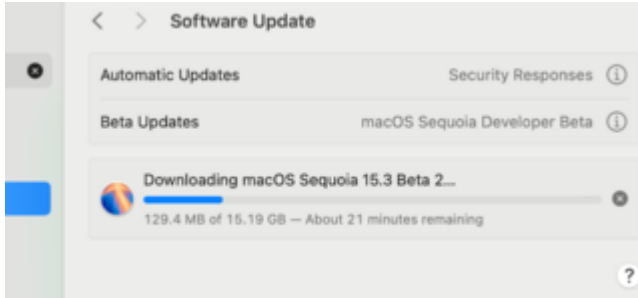 Software Update
Automatic Updates Security Responses
Beta Updates macOS Sequoia Developer Beta
Downloading macOS Sequoia 15.3 Beta 2...
129.4 MB of 15.19 GB — About 21 minutes remaining
?